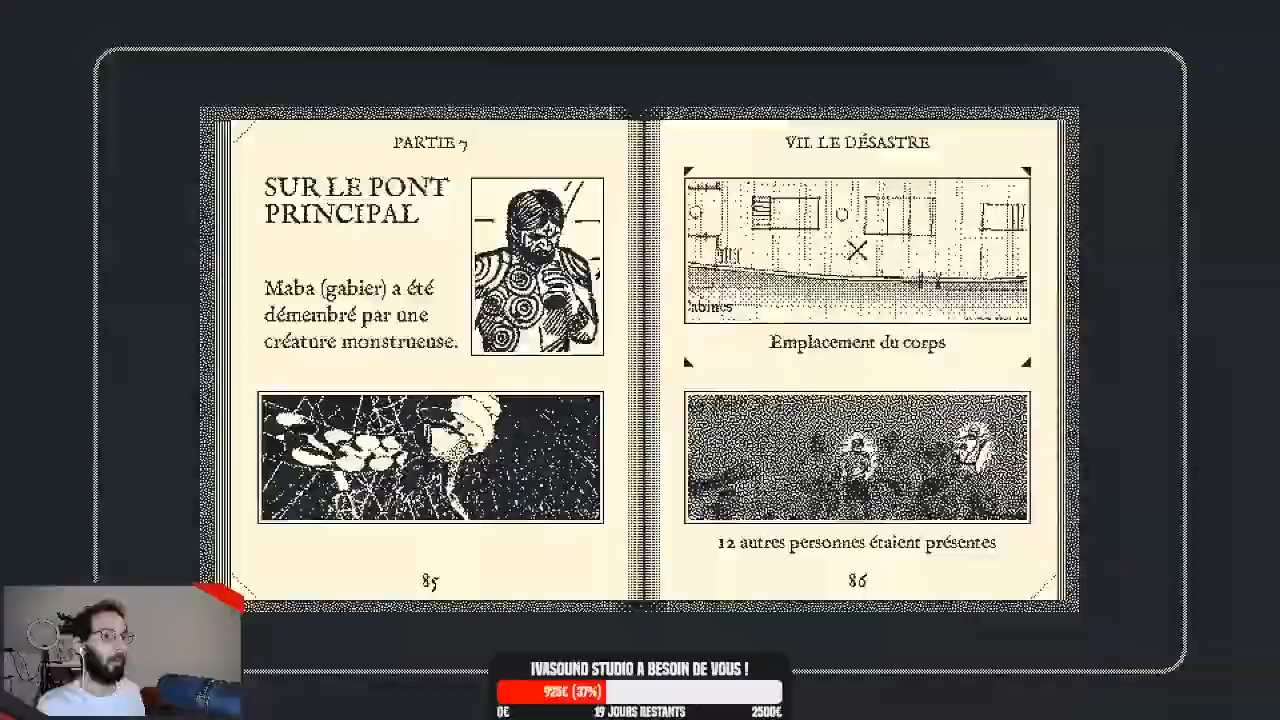 PARTIE 7
SUR LE PONT
PRINCIPAL
Maba (gabier) a été
démembré par une
créature monstrueuse.
85
VII. LE DÉSASTRE
Emplacement du corps
12 autres personnes étaient présentes
86
IVASOUND STUDIO A BESOIN DE VOUS !
925€ (37%)
0€ 19 JOURS RESTANTS 2500€